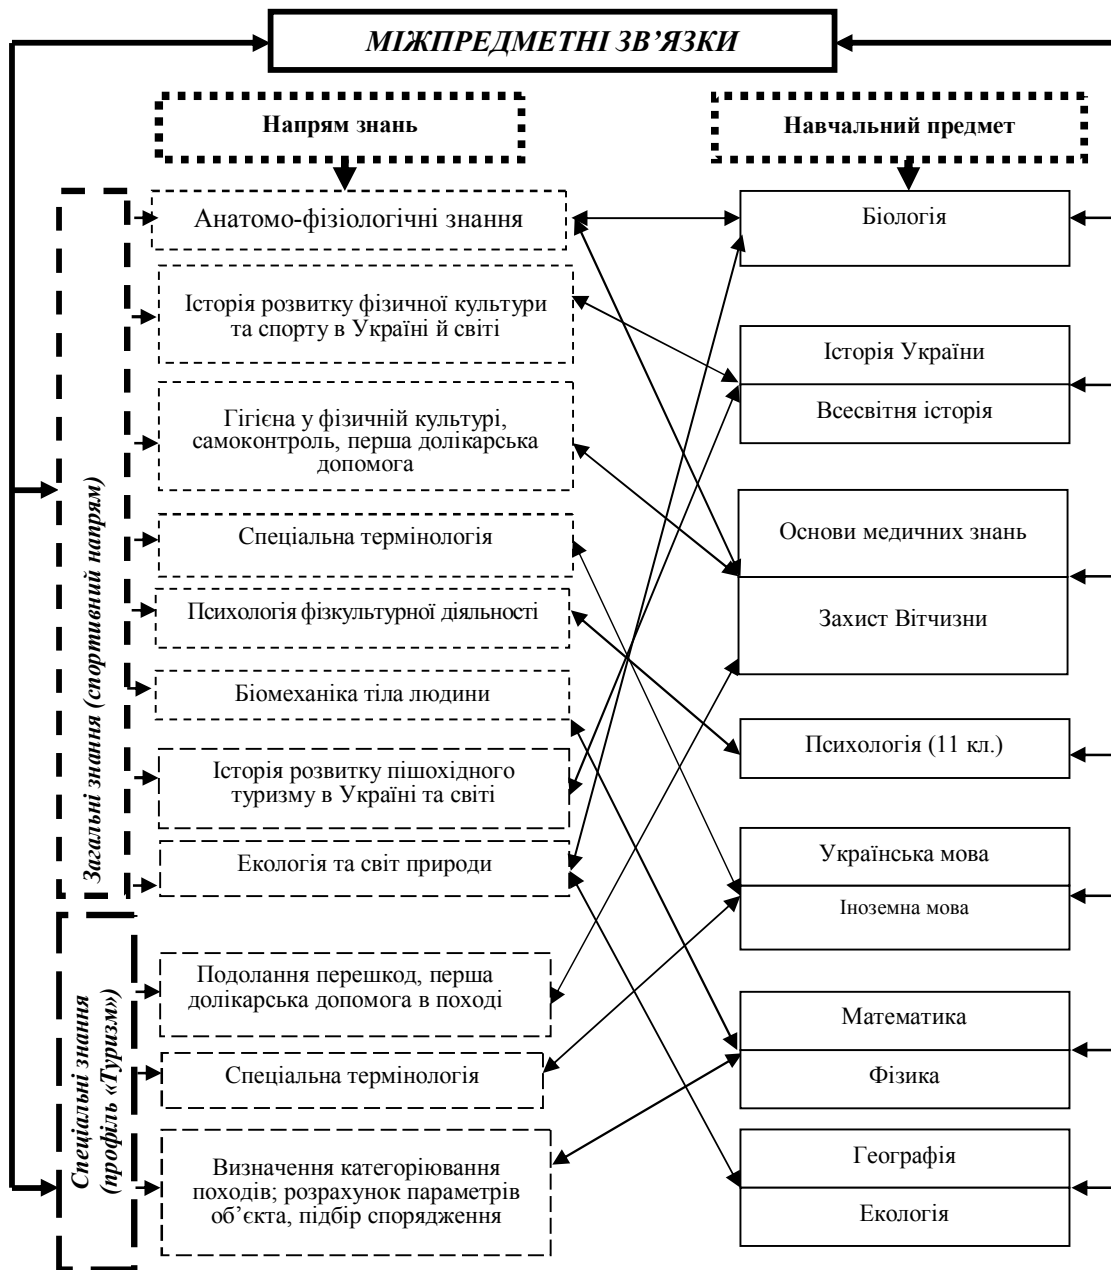 МІЖПРЕДМЕТНІ ЗВ’ЯЗКИ
Напрям знань
Навчальний предмет
Загальні знання (спортивний напрям)
Анатомо-фізіологічні знання
Історія розвитку фізичної культури
та спорту в Україні й світі
Гігієна у фізичній культурі,
самоконтроль, перша долікарська
допомога
Спеціальна термінологія
Психологія фізкультурної діяльності
Біомеханіка тіла людини
Історія розвитку пішохідного
туризму в Україні та світі
Екологія та світ природи
Спеціальні знання
(профіль «Туризм»)
Подолання перешкод, перша
долікарська допомога в поході
Спеціальна термінологія
Визначення категоріювання
походів; розрахунок параметрів
об’єкта, підбір спорядження
Біологія
Історія України
Всесвітня історія
Основи медичних знань
Захист Вітчизни
Психологія (11 кл.)
Українська мова
Іноземна мова
Математика
Фізика
Географія
Екологія